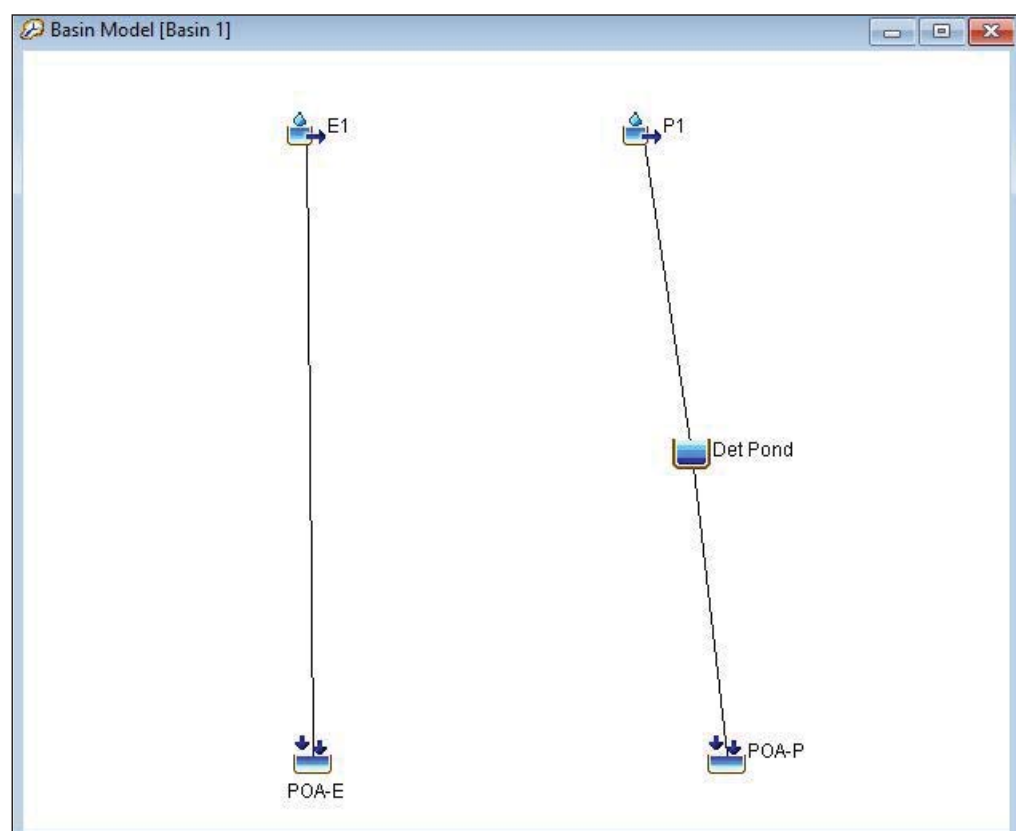 Basin Model [Basin 1]
E1
P1
Det Pond
POA-E
POA-P